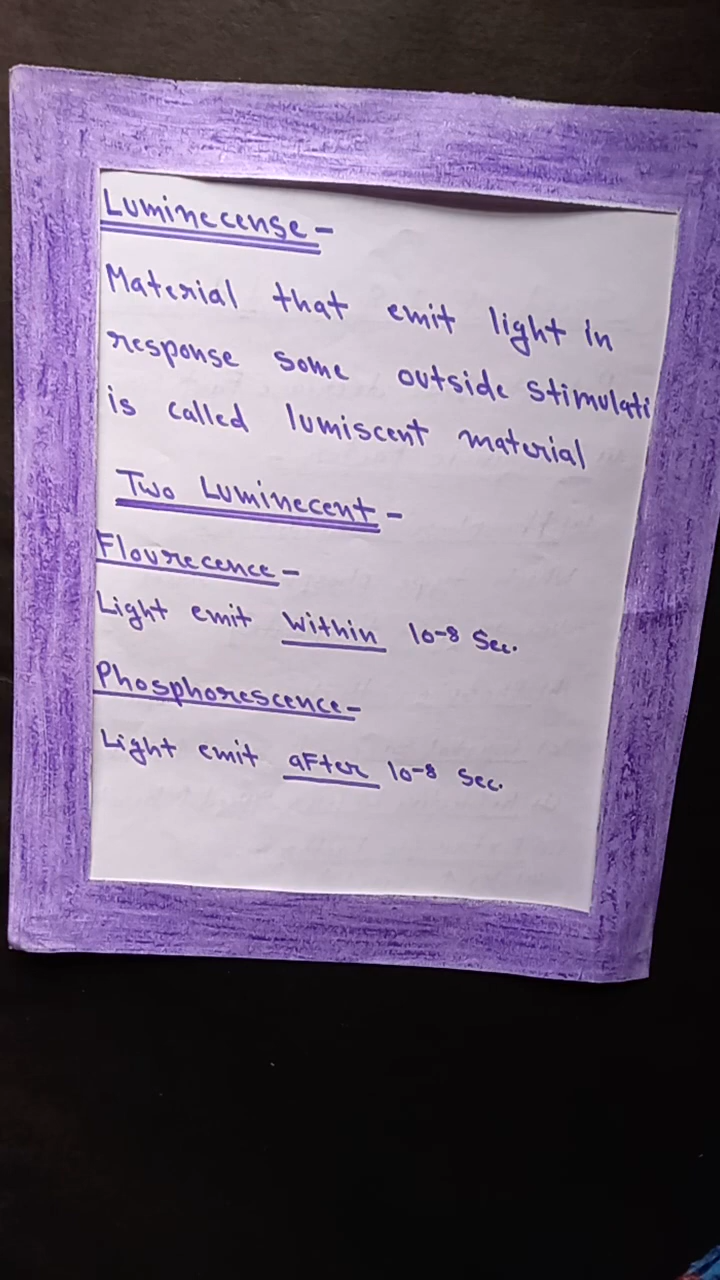 Luminecense-
Material that emit light in
response some outside stimulati
is called lumiscent material
Two Luminecent-
Flourecence-
Light emit within 10-8 Sec.
Phosphorescence-
Light emit after 10-8 Sec.